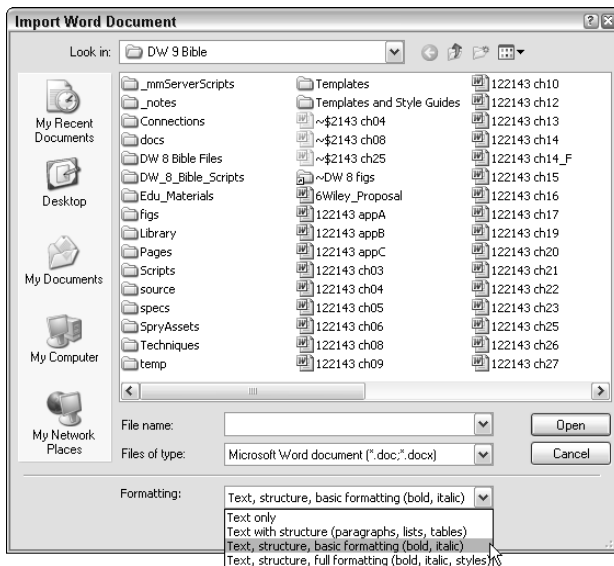 Import Word Document
Look in:
DW 9 Bible
My Recent
Documents
Desktop
My Documents
My Computer
My Network
Places
_mmServerScripts
_notes
Connections
docs
DW 8 Bible Files
DW_8_Bible_Scripts
Edu_Materials
figs
Library
Pages
Scripts
source
specs
SpryAssets
Techniques
temp
Templates
Templates and Style Guides
~$2143 ch04
~$2143 ch08
~$2143 ch25
~DW 8 figs
6Wiley_Proposal
122143 appA
122143 appB
122143 appC
122143 ch03
122143 ch04
122143 ch05
122143 ch06
122143 ch08
122143 ch09
122143 ch10
122143 ch12
122143 ch13
122143 ch14
122143 ch14_F
122143 ch15
122143 ch16
122143 ch17
122143 ch19
122143 ch20
122143 ch21
122143 ch22
122143 ch23
122143 ch25
122143 ch26
122143 ch27
File name:
Open
Files of type:
Microsoft Word document (*.doc;*.docx)
Cancel
Formatting:
Text, structure, basic formatting (bold, italic)
Text only
Text with structure (paragraphs, lists, tables)
Text, structure, basic formatting (bold, italic)
Text, structure, full formatting (bold, italic, styles)